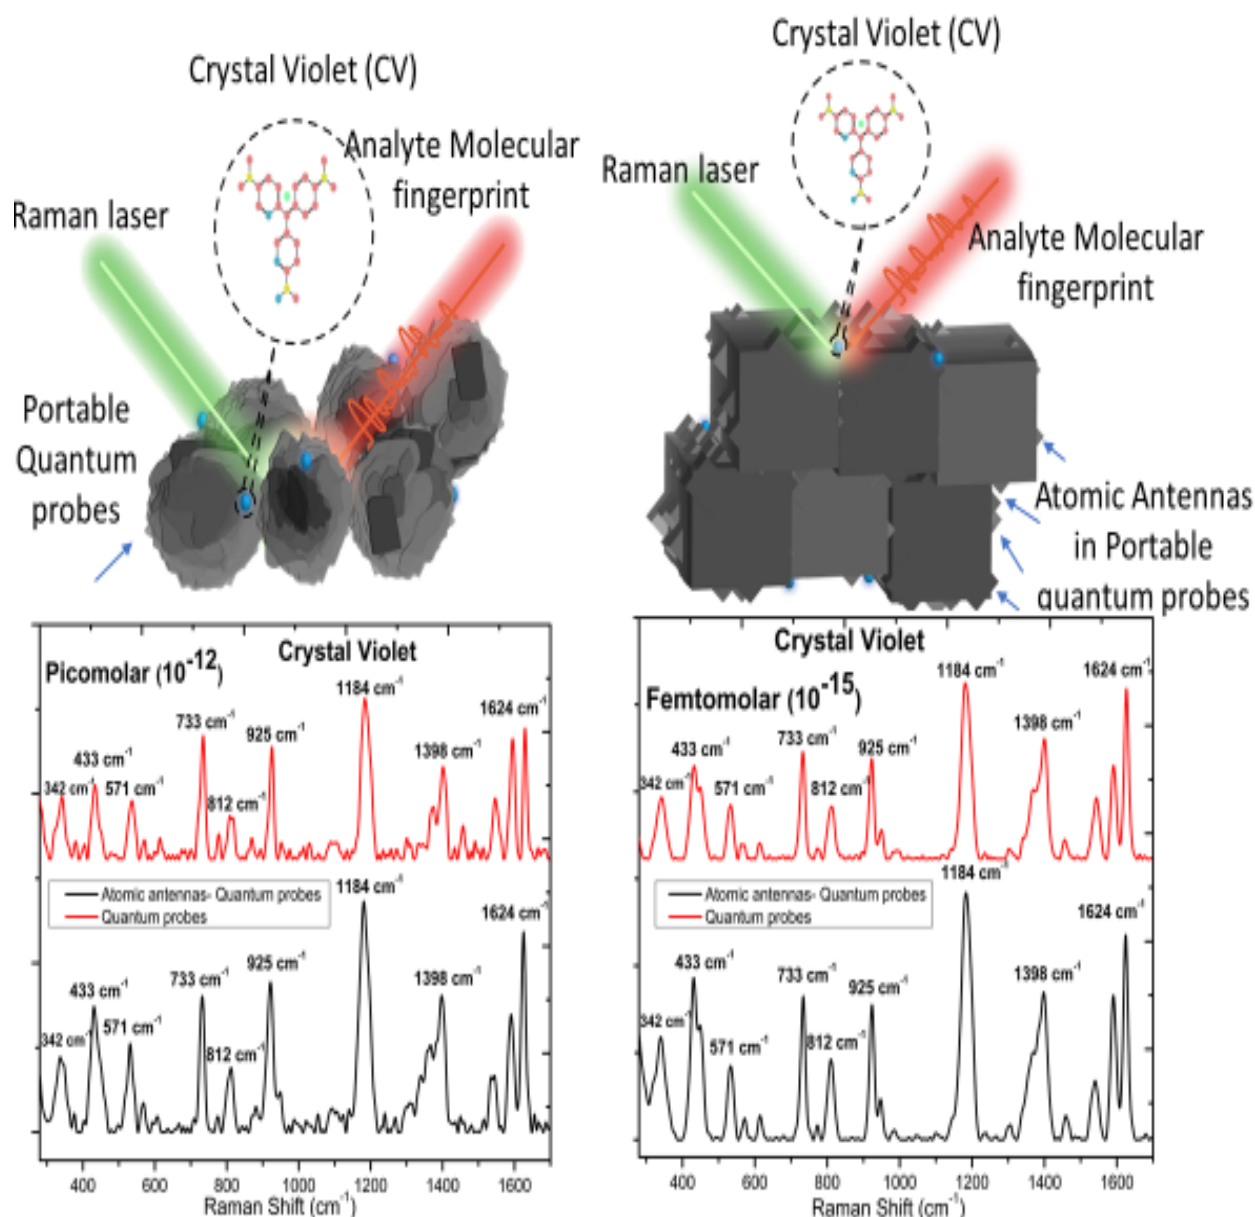 Crystal Violet (CV)
Analyte Molecular
fingerprint
Raman laser
Portable
Quantum
probes
Crystal Violet (CV)
Raman laser
Analyte Molecular
fingerprint
Atomic Antennas
in Portable
quantum probes
Crystal Violet
Picomolar (10⁻¹²)
1184 cm⁻¹
1624 cm⁻¹
733 cm⁻¹
925 cm⁻¹
433 cm⁻¹
1398 cm⁻¹
342 cm⁻¹
571 cm⁻¹
812 cm⁻¹
Atomic antennas- Quantum probes
Quantum probes
1184 cm⁻¹
1624 cm⁻¹
925 cm⁻¹
733 cm⁻¹
433 cm⁻¹
1398 cm⁻¹
571 cm⁻¹
342 cm⁻¹
812 cm⁻¹
400 600 800 1000 1200 1400 1600
Raman Shift (cm⁻¹)
Crystal Violet
Femtomolar (10⁻¹⁵)
1184 cm⁻¹
1624 cm⁻¹
1398 cm⁻¹
733 cm⁻¹
925 cm⁻¹
433 cm⁻¹
342 cm⁻¹
571 cm⁻¹
812 cm⁻¹
Atomic antennas- Quantum probes
Quantum probes
1184 cm⁻¹
1624 cm⁻¹
433 cm⁻¹
733 cm⁻¹
925 cm⁻¹
1398 cm⁻¹
342 cm⁻¹
571 cm⁻¹
812 cm⁻¹
400 600 800 1000 1200 1400 1600
Raman Shift (cm⁻¹)